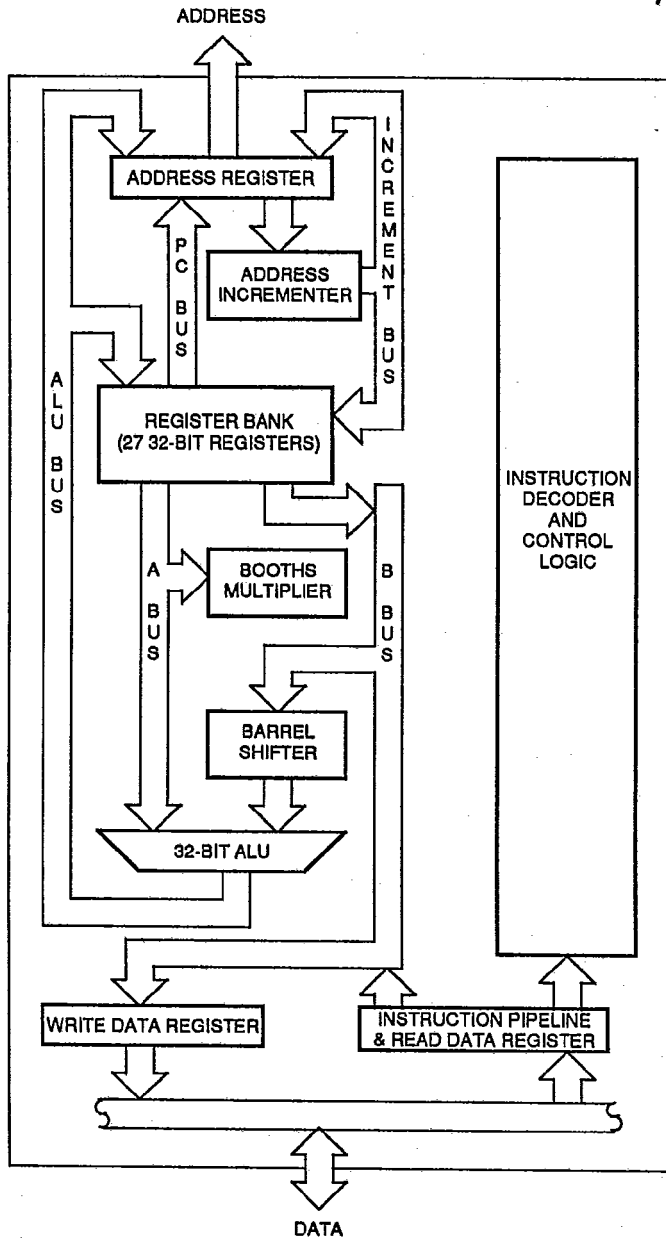 ADDRESS
ADDRESS REGISTER
INCREMENT BUS
PC BUS
ADDRESS
INCREMENTER
ALU BUS
REGISTER BANK
(27 32-BIT REGISTERS)
INSTRUCTION
DECODER
AND
CONTROL
LOGIC
A BUS
BOOTHS
MULTIPLIER
B BUS
BARREL
SHIFTER
32-BIT ALU
WRITE DATA REGISTER
INSTRUCTION PIPELINE
& READ DATA REGISTER
DATA